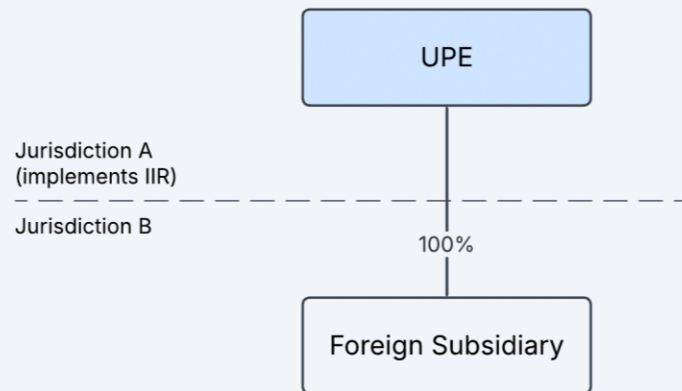 UPE
Jurisdiction A
(implements IIR)
Jurisdiction B
100%
Foreign Subsidiary